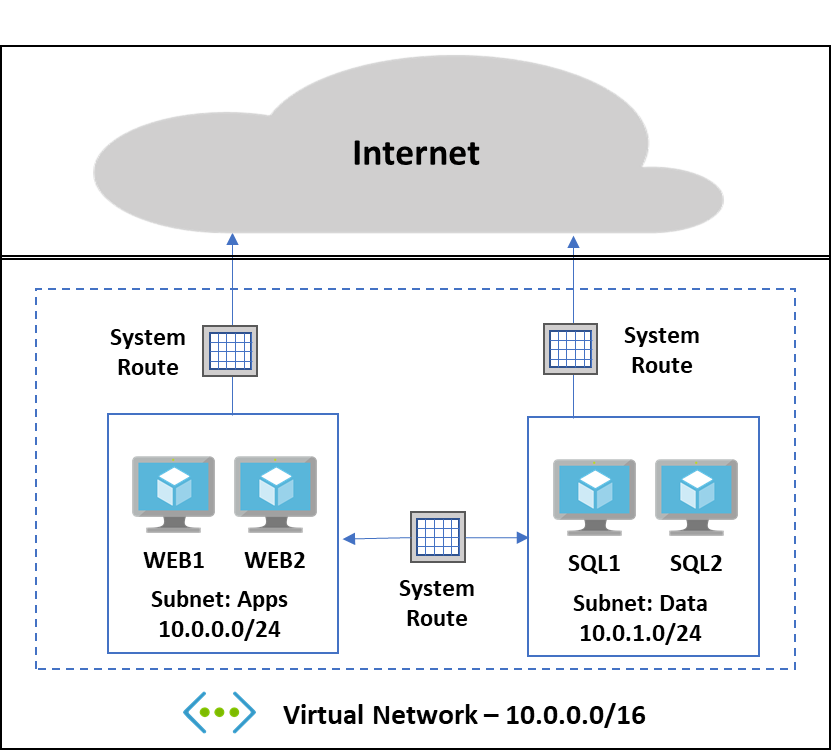 Internet
System
Route
System
Route
WEB1
WEB2
Subnet: Apps
10.0.0.0/24
System
Route
SQL1
SQL2
Subnet: Data
10.0.1.0/24
Virtual Network – 10.0.0.0/16